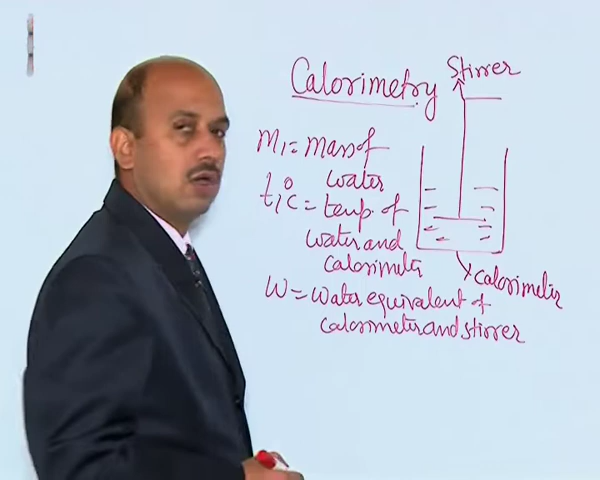 Calorimetry
Stirrer
m₁ = mass of
water
t₁°C = temp. of
water and
calorimeter
calorimeter
W = water equivalent of
calorimeter and stirrer